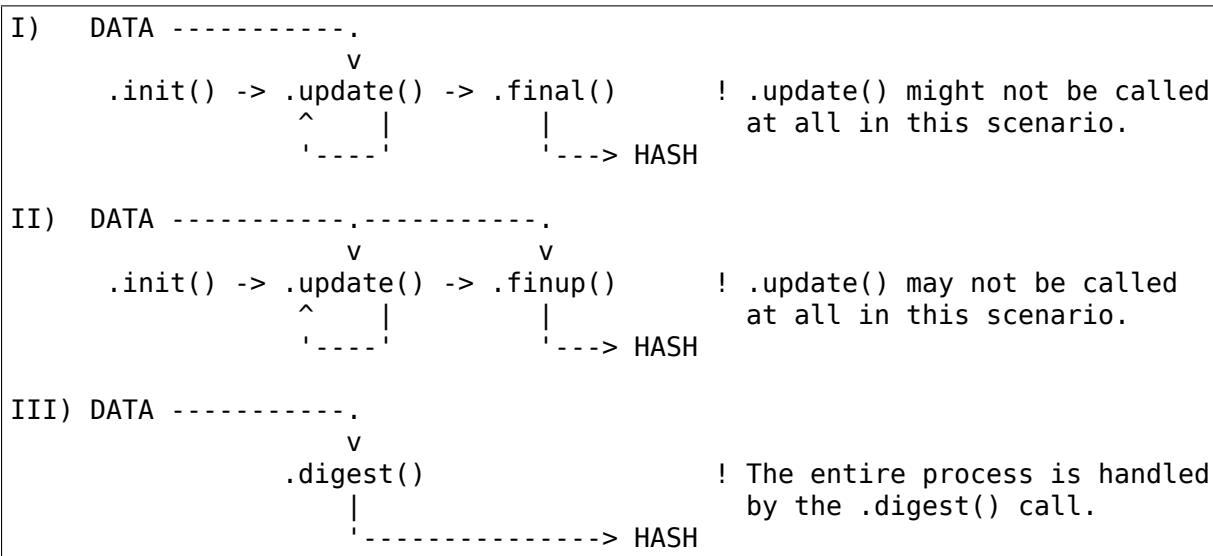 I)   DATA -----------.
                      v
      .init() -> .update() -> .final()      ! .update() might not be called
                  ^    |         |            at all in this scenario.
                  '----'         '---> HASH

II)  DATA -----------.-----------.
                      v           v
      .init() -> .update() -> .finup()      ! .update() may not be called
                  ^    |         |            at all in this scenario.
                  '----'         '---> HASH

III) DATA -----------.
                      v
                 .digest()                  ! The entire process is handled
                     |                        by the .digest() call.
                     '---------------> HASH